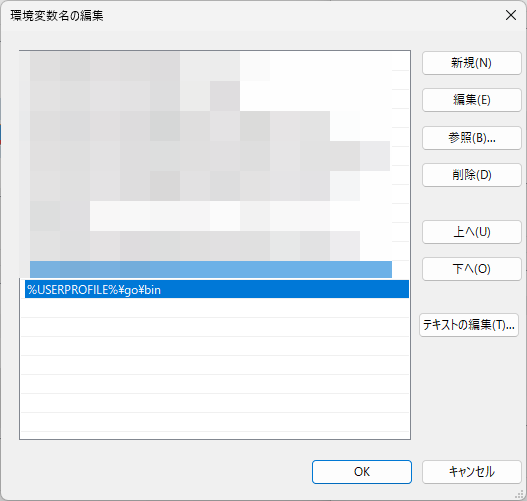 環境変数名の編集
新規(N)
編集(E)
参照(B)...
削除(D)
上へ(U)
下へ(O)
%USERPROFILE%¥go¥bin
テキストの編集(T)...
OK
キャンセル